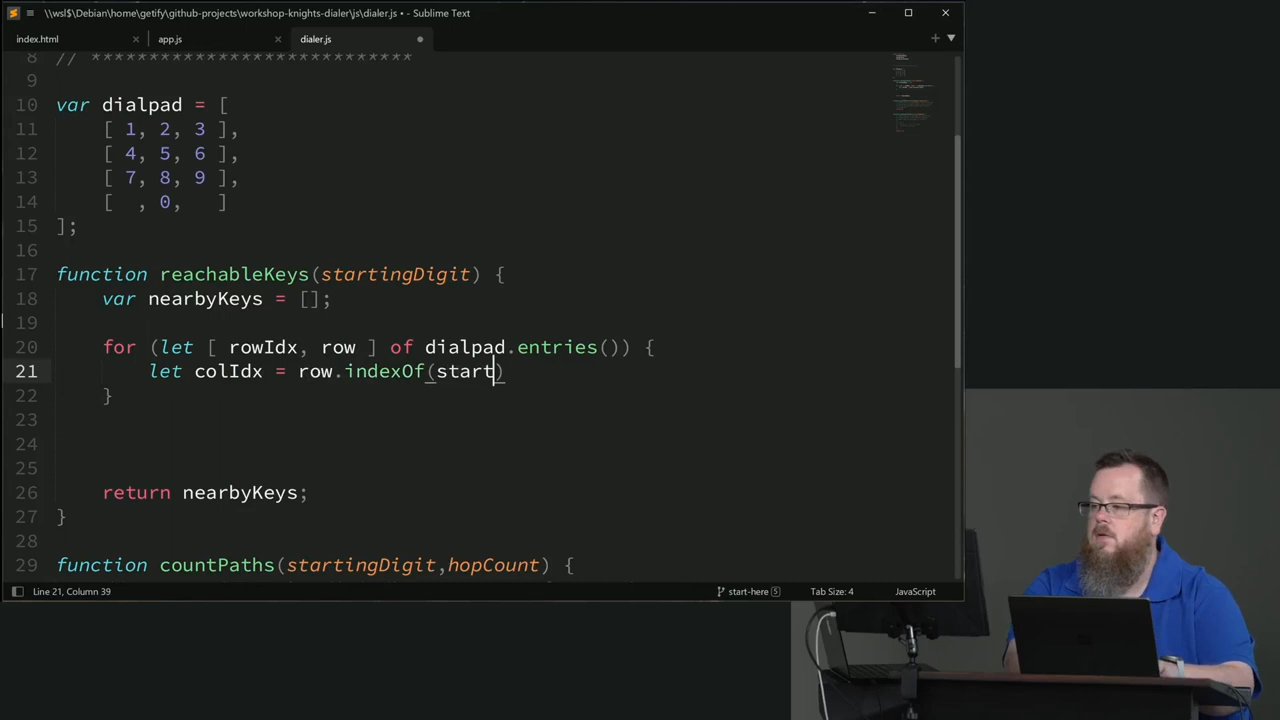 \\wsl$\Debian\home\getify\github-projects\workshop-knights-dialer\js\dialer.js • - Sublime Text
index.html × app.js × dialer.js
8 // ****************************
9
10 var dialpad = [
11 [ 1, 2, 3 ],
12 [ 4, 5, 6 ],
13 [ 7, 8, 9 ],
14 [ , 0, ]
15 ];
16
17 function reachableKeys(startingDigit) {
18 var nearbyKeys = [];
19
20 for (let [ rowIdx, row ] of dialpad.entries()) {
21 let colIdx = row.indexOf(start)
22 }
23
24
25
26 return nearbyKeys;
27 }
28
29 function countPaths(startingDigit,hopCount) {
Line 21, Column 39 start-here 5 Tab Size: 4 JavaScript